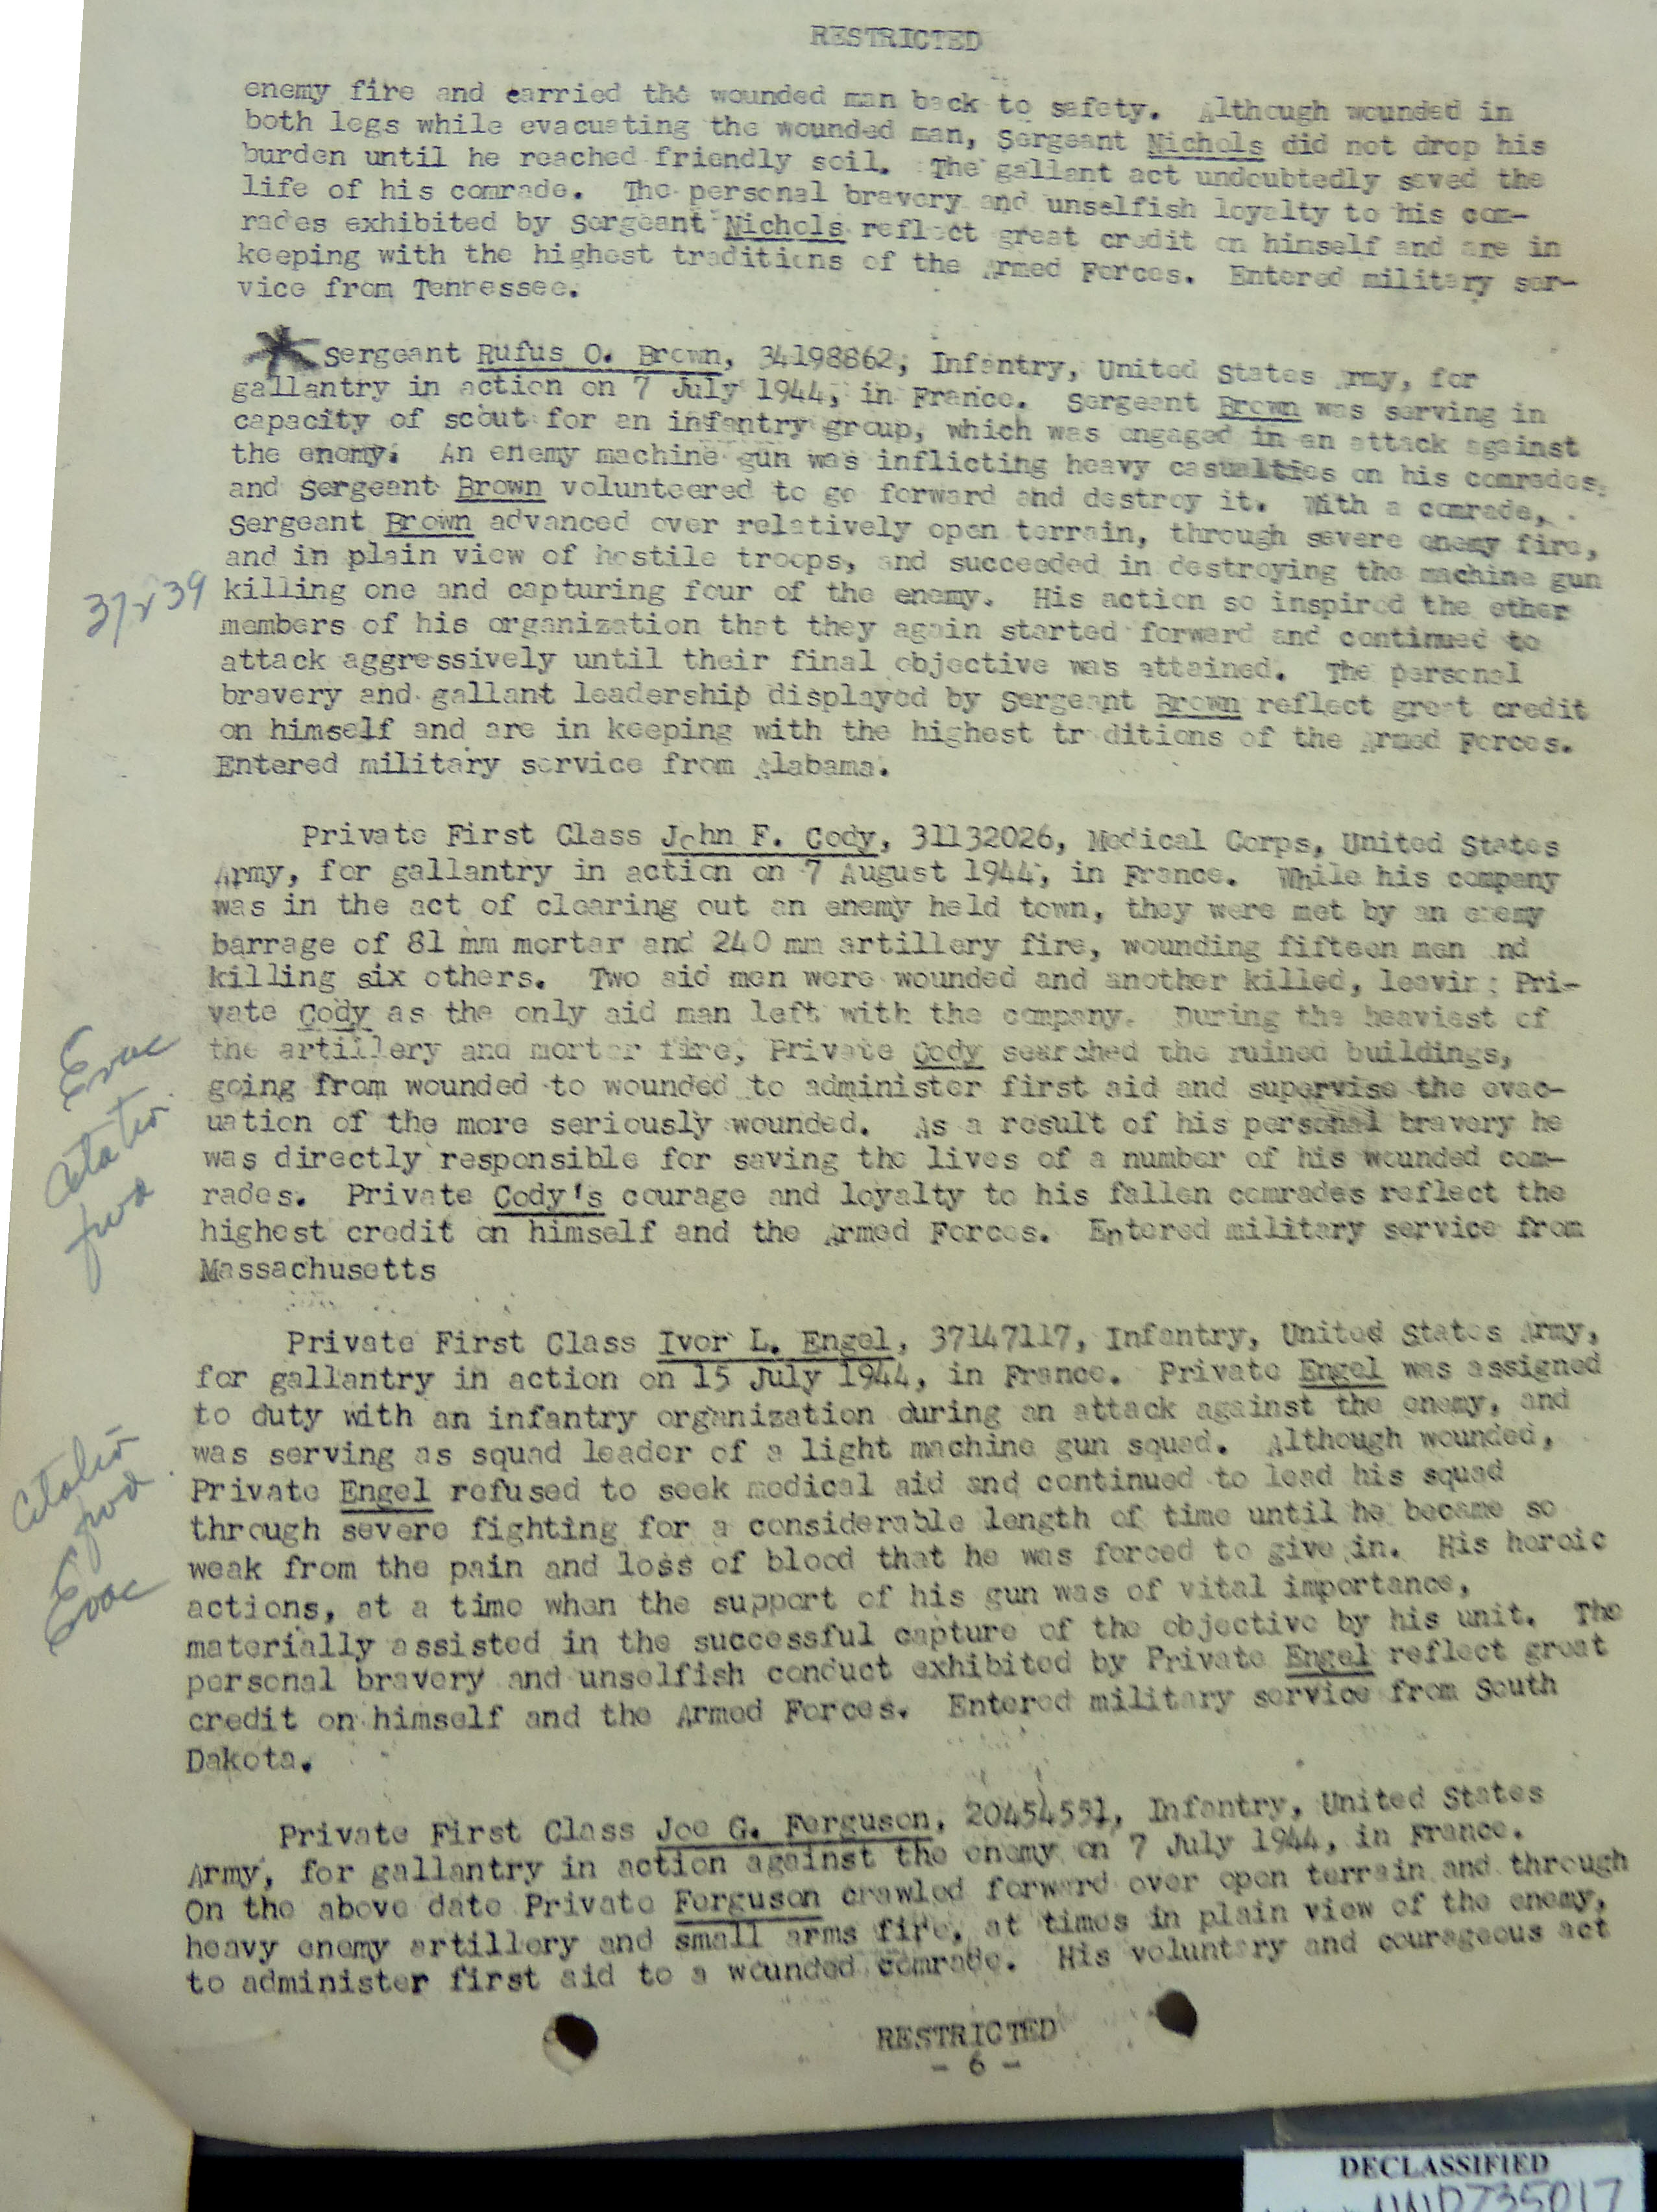 RESTRICTED
enemy fire and carried the wounded man back to safety. Although wounded in
both legs while evacuating the wounded man, Sergeant Nichols did not drop his
burden until he reached friendly soil. The gallant act undoubtedly saved the
life of his comrade. The personal bravery and unselfish loyalty to his com-
rades exhibited by Sergeant Nichols reflect great credit on himself and are in
keeping with the highest traditions of the Armed Forces. Entered military ser-
vice from Tennessee.
Sergeant Rufus O. Brown, 34198862, Infantry, United States Army, for
gallantry in action on 7 July 1944, in France. Sergeant Brown was serving in
capacity of scout for an infantry group, which was engaged in an attack against
the enemy. An enemy machine gun was inflicting heavy casualties on his comrades,
and Sergeant Brown volunteered to go forward and destroy it. With a comrade,
Sergeant Brown advanced over relatively open terrain, through severe enemy fire,
and in plain view of hostile troops, and succeeded in destroying the machine gun
killing one and capturing four of the enemy. His action so inspired the other
members of his organization that they again started forward and continued to
attack aggressively until their final objective was attained. The personal
bravery and gallant leadership displayed by Sergeant Brown reflect great credit
on himself and are in keeping with the highest traditions of the Armed Forces.
Entered military service from Alabama.
Private First Class John F. Cody, 31132026, Medical Corps, United States
Army, for gallantry in action on 7 August 1944, in France. While his company
was in the act of clearing out an enemy held town, they were met by an enemy
barrage of 81 mm mortar and 240 mm artillery fire, wounding fifteen men and
killing six others. Two aid men were wounded and another killed, leaving Pri-
vate Cody as the only aid man left with the company. During the heaviest of
the artillery and mortar fire, Private Cody searched the ruined buildings,
going from wounded to wounded to administer first aid and supervise the evac-
uation of the more seriously wounded. As a result of his personal bravery he
was directly responsible for saving the lives of a number of his wounded com-
rades. Private Cody's courage and loyalty to his fallen comrades reflect the
highest credit on himself and the Armed Forces. Entered military service from
Massachusetts
Evac
Citation
fwd
Private First Class Ivor L. Engel, 37147117, Infantry, United States Army,
for gallantry in action on 15 July 1944, in France. Private Engel was assigned
to duty with an infantry organization during an attack against the enemy, and
was serving as squad leader of a light machine gun squad. Although wounded,
Private Engel refused to seek medical aid and continued to lead his squad
through severe fighting for a considerable length of time until he became so
weak from the pain and loss of blood that he was forced to give in. His heroic
actions, at a time when the support of his gun was of vital importance,
materially assisted in the successful capture of the objective by his unit. The
personal bravery and unselfish conduct exhibited by Private Engel reflect great
credit on himself and the Armed Forces. Entered military service from South
Dakota.
Citation
fwd
Evac
Private First Class Joe G. Ferguson, 20454551, Infantry, United States
Army, for gallantry in action against the enemy on 7 July 1944, in France.
On the above date Private Ferguson crawled forward over open terrain and through
heavy enemy artillery and small arms fire, at times in plain view of the enemy,
to administer first aid to a wounded comrade. His voluntary and courageous act
RESTRICTED
- 6 -
DECLASSIFIED